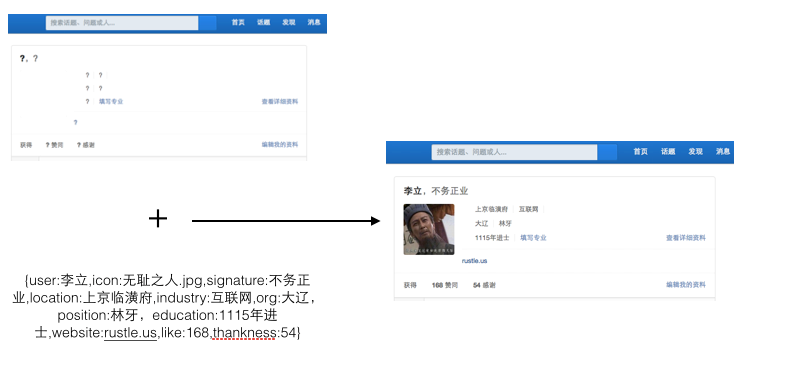 搜索话题、问题或人...
首页 话题 发现 消息
?，?
? ?
? ?
? 填写专业 查看详细资料
?
获得 ? 赞同 ? 感谢 编辑我的资料
+
{user:李立,icon:无耻之人.jpg,signature:不务正
业,location:上京临潢府,industry:互联网,org:大辽，
position:林牙，education:1115年进
士,website:rustle.us,like:168,thankness:54}
搜索话题、问题或人...
首页 话题 发现 消息
李立，不务正业
上京临潢府 互联网
大辽 林牙
1115年进士 填写专业 查看详细资料
rustle.us
获得 168 赞同 54 感谢 编辑我的资料